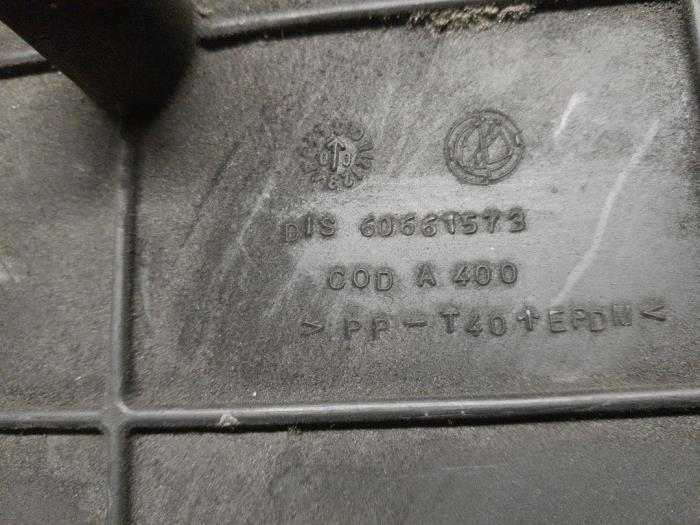 DIS 60661573
COD A 400
> PP-T40+EPDM <